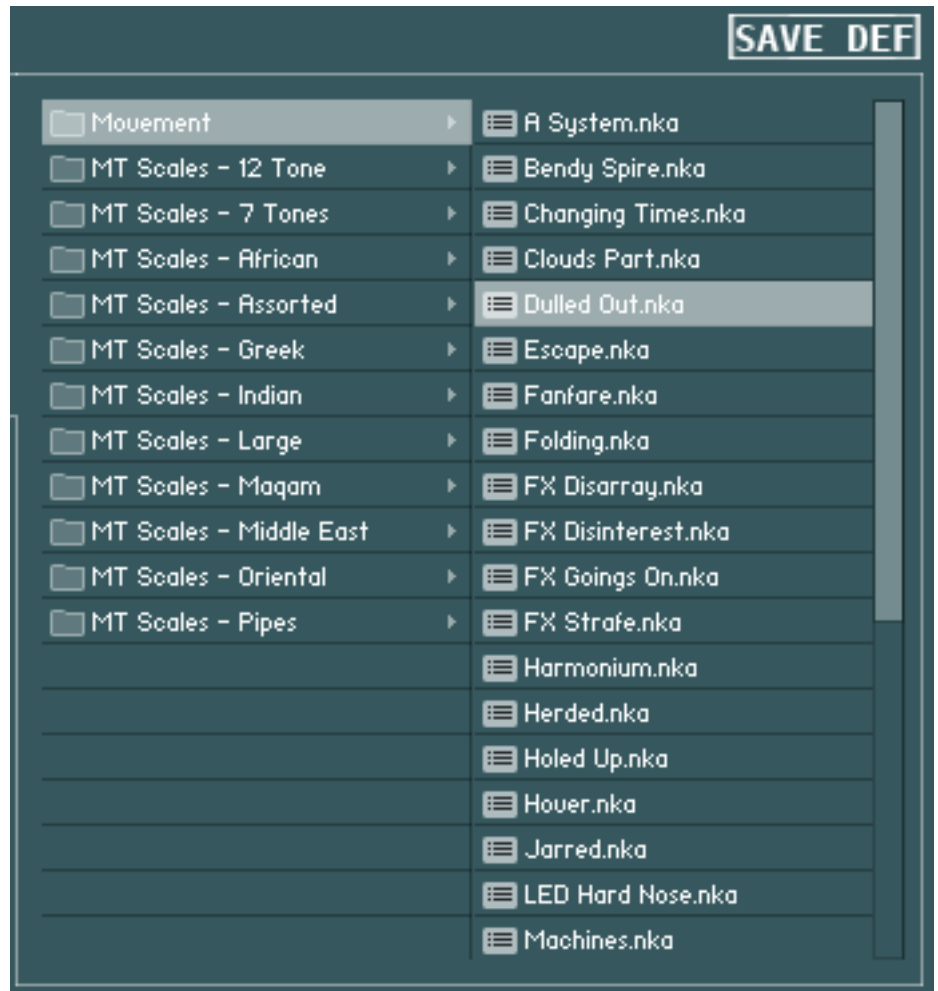 SAVE DEF
Movement
MT Scales - 12 Tone
MT Scales - 7 Tones
MT Scales - African
MT Scales - Assorted
MT Scales - Greek
MT Scales - Indian
MT Scales - Large
MT Scales - Maqam
MT Scales - Middle East
MT Scales - Oriental
MT Scales - Pipes
A System.nka
Bendy Spire.nka
Changing Times.nka
Clouds Part.nka
Dulled Out.nka
Escape.nka
Fanfare.nka
Folding.nka
FX Disarray.nka
FX Disinterest.nka
FX Goings On.nka
FX Strafe.nka
Harmonium.nka
Herded.nka
Holed Up.nka
Hover.nka
Jarred.nka
LED Hard Nose.nka
Machines.nka